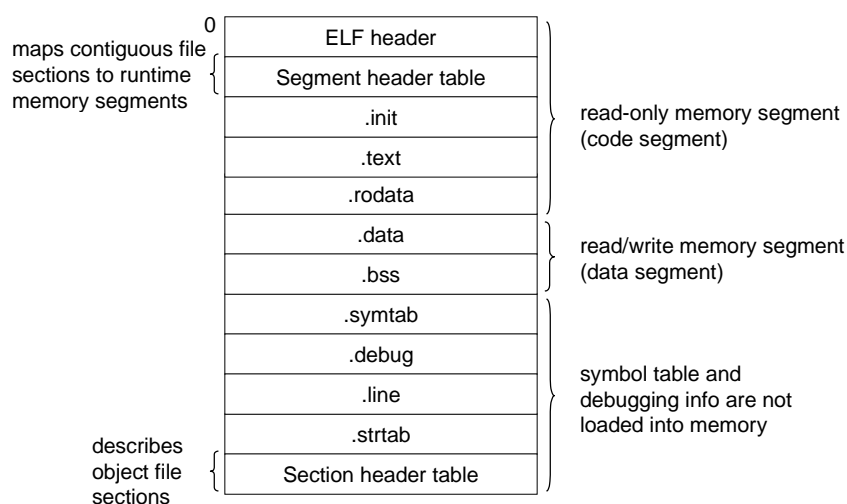 0
ELF header
maps contiguous file
sections to runtime
memory segments
Segment header table
.init
.text
.rodata
read-only memory segment
(code segment)
.data
.bss
read/write memory segment
(data segment)
.symtab
.debug
.line
.strtab
symbol table and
debugging info are not
loaded into memory
describes
object file
sections
Section header table